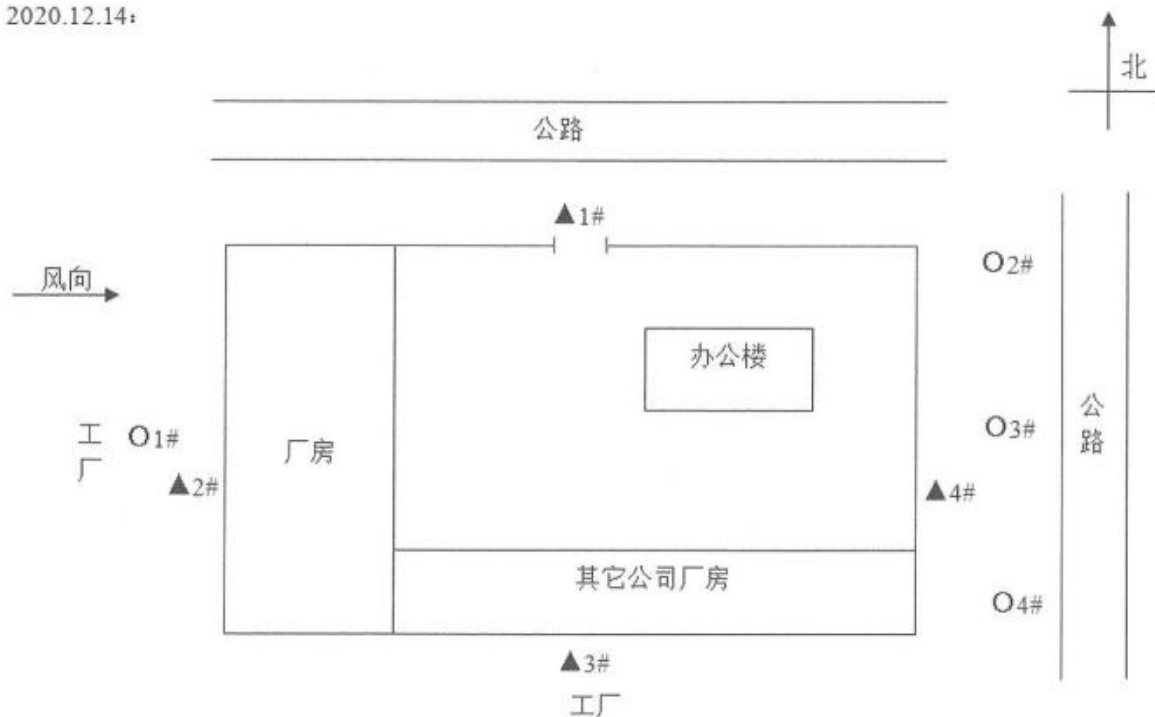 2020.12.14:
北
公路
▲1#
风向
O2#
办公楼
工厂
O1#
厂房
O3#
公路
▲2#
▲4#
其它公司厂房
O4#
▲3#
工厂